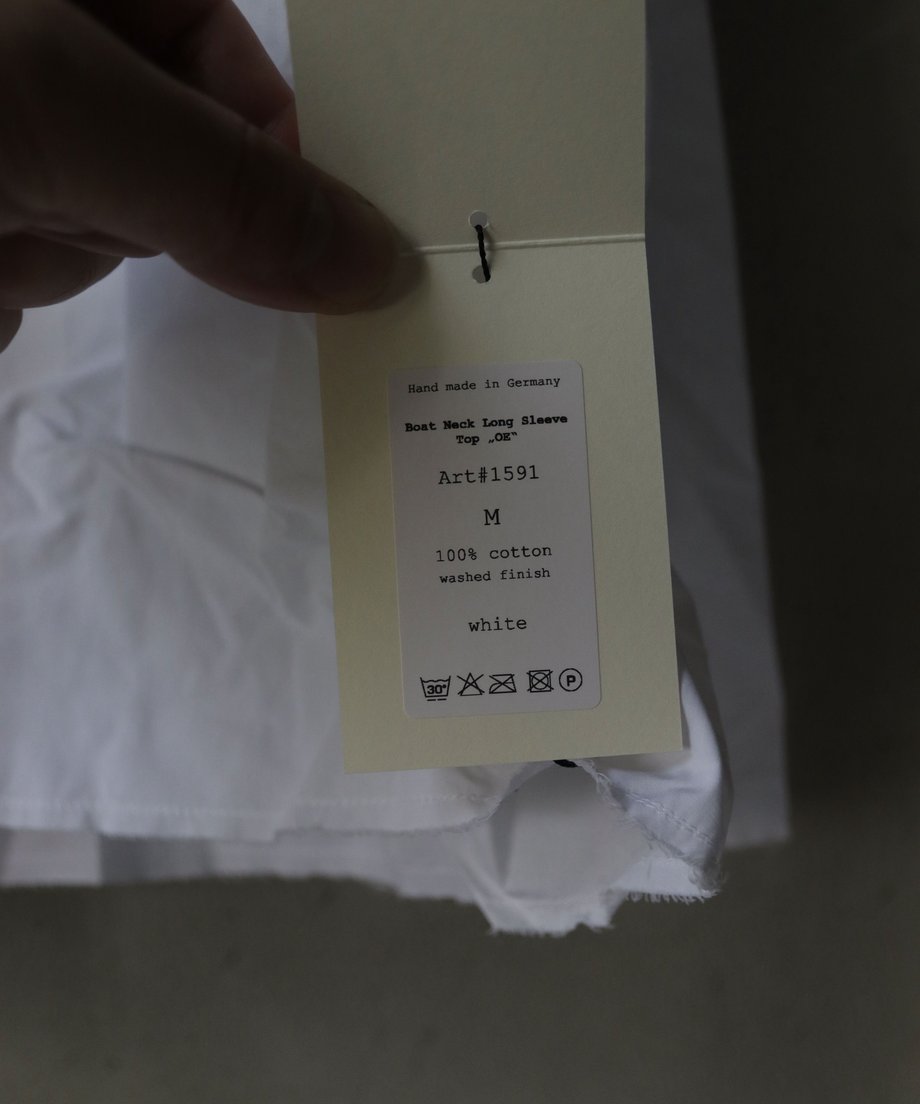 Hand made in Germany
Boat Neck Long Sleeve
Top „OE“
Art#1591
M
100% cotton
washed finish
white
30°
P